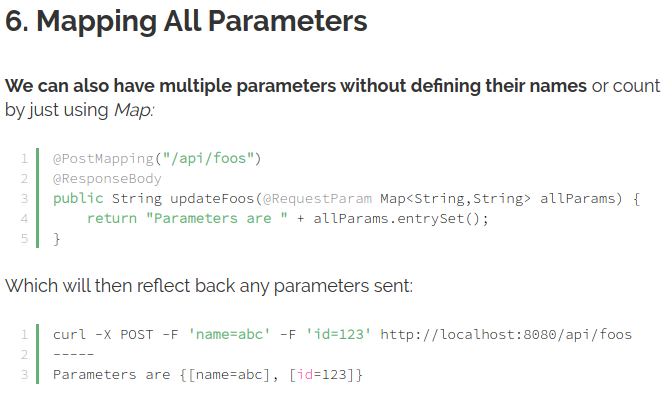 6. Mapping All Parameters
We can also have multiple parameters without defining their names or count
by just using Map:
1 @PostMapping("/api/foos")
2 @ResponseBody
3 public String updateFoos(@RequestParam Map<String,String> allParams) {
4     return "Parameters are " + allParams.entrySet();
5 }
Which will then reflect back any parameters sent:
1 curl -X POST -F 'name=abc' -F 'id=123' http://localhost:8080/api/foos
2 -----
3 Parameters are {[name=abc], [id=123]}